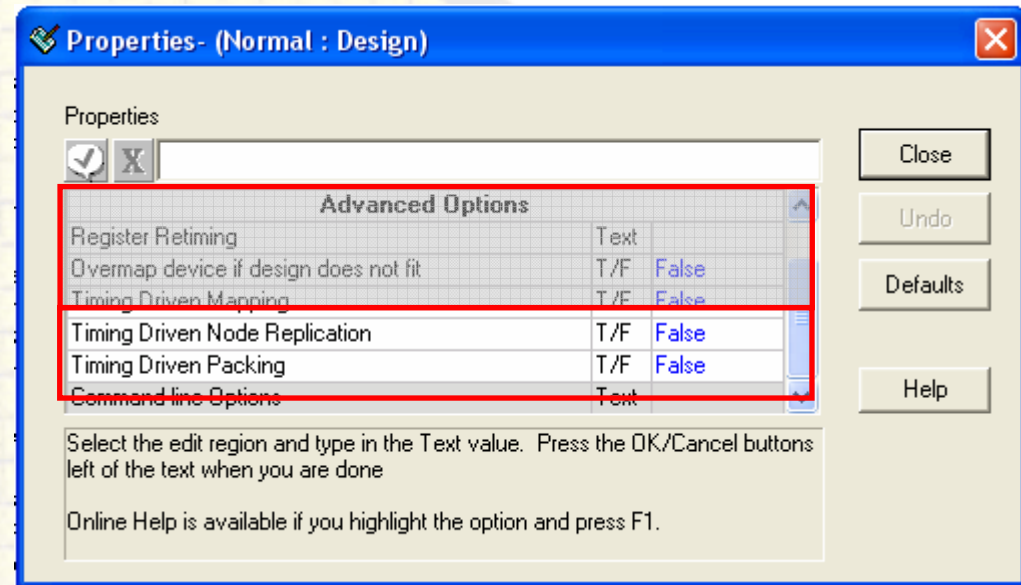 Properties- (Normal : Design)
Properties
X
Close
Advanced Options
Undo
Register Retiming Text
Overmap device if design does not fit T/F False
Defaults
Timing Driven Mapping T/F False
Timing Driven Node Replication T/F False
Timing Driven Packing T/F False
Command line Options Text
Help
Select the edit region and type in the Text value. Press the OK/Cancel buttons
left of the text when you are done
Online Help is available if you highlight the option and press F1.